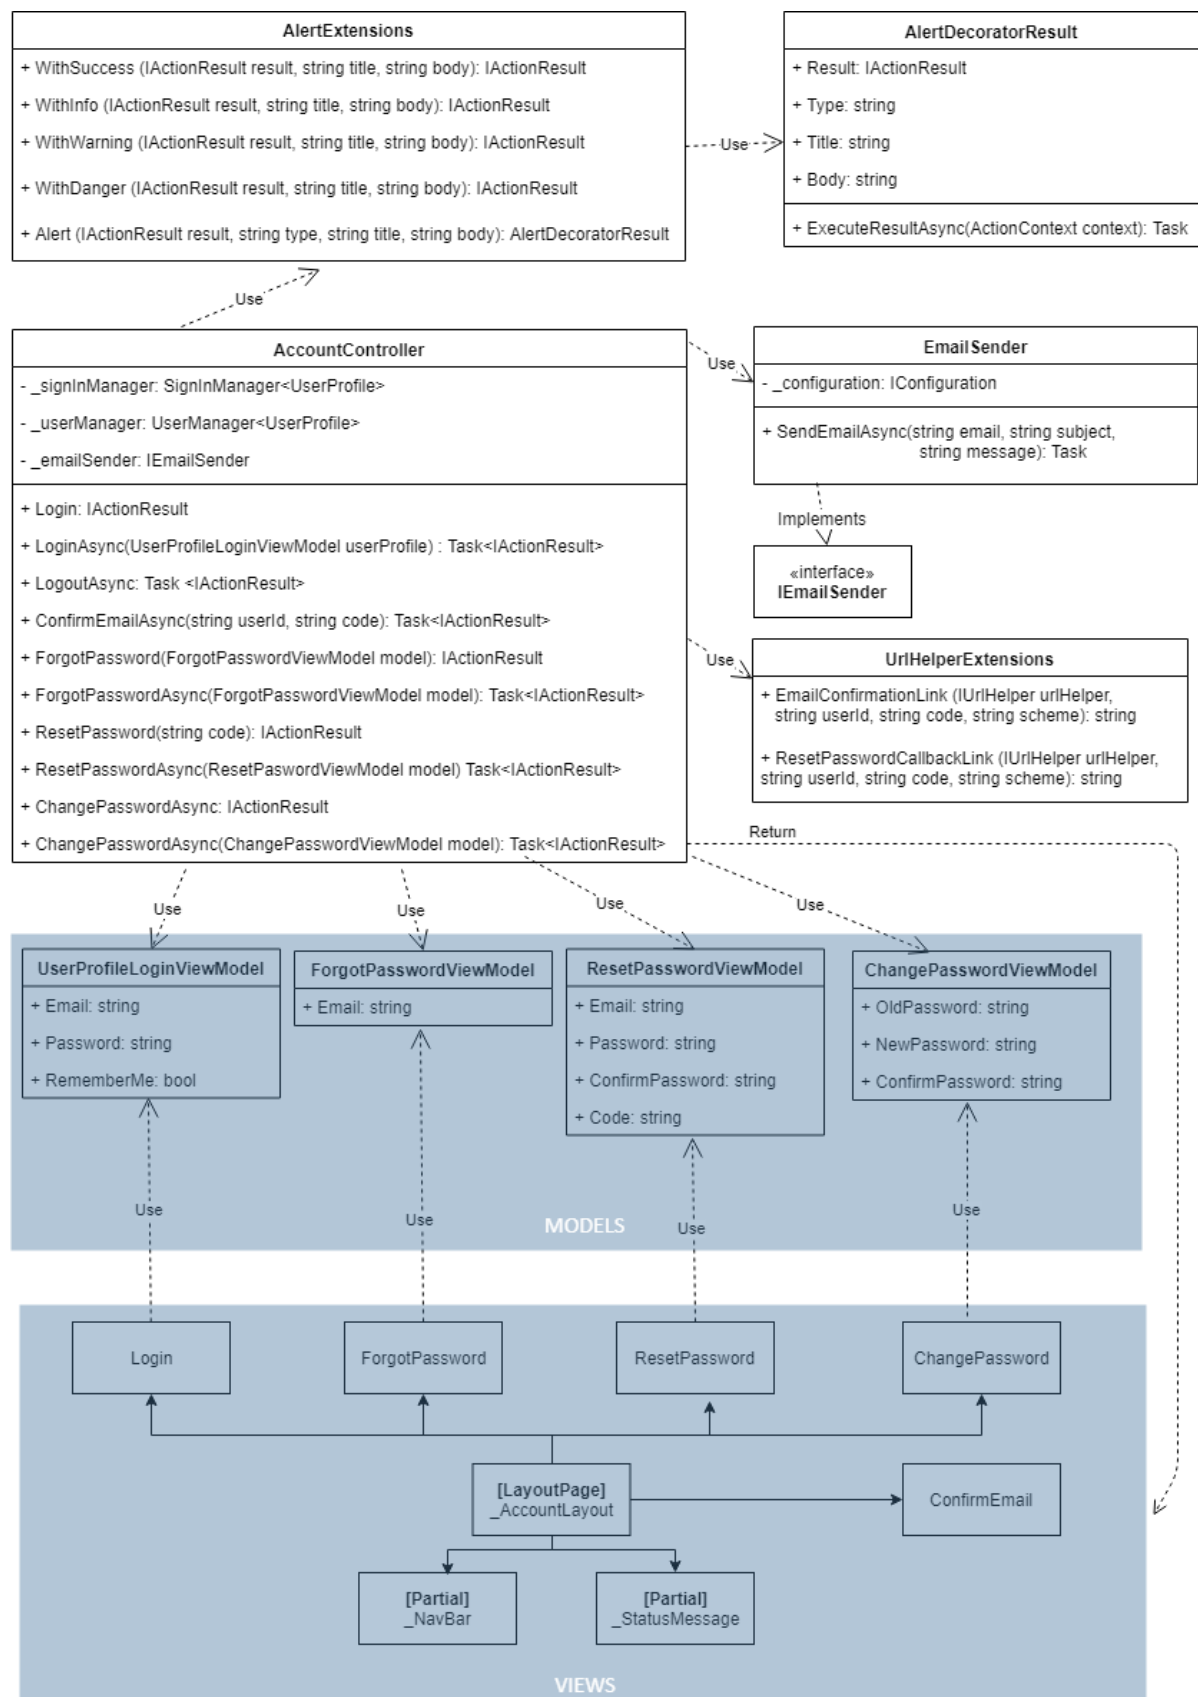 AlertExtensions
+ WithSuccess (IActionResult result, string title, string body): IActionResult
+ WithInfo (IActionResult result, string title, string body): IActionResult
+ WithWarning (IActionResult result, string title, string body): IActionResult
+ WithDanger (IActionResult result, string title, string body): IActionResult
+ Alert (IActionResult result, string type, string title, string body): AlertDecoratorResult
Use
AlertDecoratorResult
+ Result: IActionResult
+ Type: string
+ Title: string
+ Body: string
+ ExecuteResultAsync(ActionContext context): Task
Use
AccountController
- _signInManager: SignInManager<UserProfile>
- _userManager: UserManager<UserProfile>
- _emailSender: IEmailSender
+ Login: IActionResult
+ LoginAsync(UserProfileLoginViewModel userProfile) : Task<IActionResult>
+ LogoutAsync: Task <IActionResult>
+ ConfirmEmailAsync(string userId, string code): Task<IActionResult>
+ ForgotPassword(ForgotPasswordViewModel model): IActionResult
+ ForgotPasswordAsync(ForgotPasswordViewModel model): Task<IActionResult>
+ ResetPassword(string code): IActionResult
+ ResetPasswordAsync(ResetPaswordViewModel model) Task<IActionResult>
+ ChangePasswordAsync: IActionResult
+ ChangePasswordAsync(ChangePasswordViewModel model): Task<IActionResult>
Use
EmailSender
- _configuration: IConfiguration
+ SendEmailAsync(string email, string subject,
string message): Task
Implements
«interface»
IEmailSender
Use
UrlHelperExtensions
+ EmailConfirmationLink (IUrlHelper urlHelper,
string userId, string code, string scheme): string
+ ResetPasswordCallbackLink (IUrlHelper urlHelper,
string userId, string code, string scheme): string
Return
Use
Use
Use
Use
UserProfileLoginViewModel
+ Email: string
+ Password: string
+ RememberMe: bool
ForgotPasswordViewModel
+ Email: string
ResetPasswordViewModel
+ Email: string
+ Password: string
+ ConfirmPassword: string
+ Code: string
ChangePasswordViewModel
+ OldPassword: string
+ NewPassword: string
+ ConfirmPassword: string
Use
Use
Use
Use
MODELS
Login
ForgotPassword
ResetPassword
ChangePassword
[LayoutPage]
_AccountLayout
ConfirmEmail
[Partial]
_NavBar
[Partial]
_StatusMessage
VIEWS